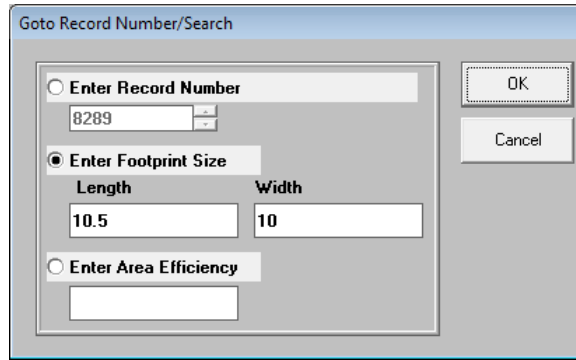 Goto Record Number/Search
Enter Record Number
8289
OK
Cancel
Enter Footprint Size
Length Width
10.5 10
Enter Area Efficiency